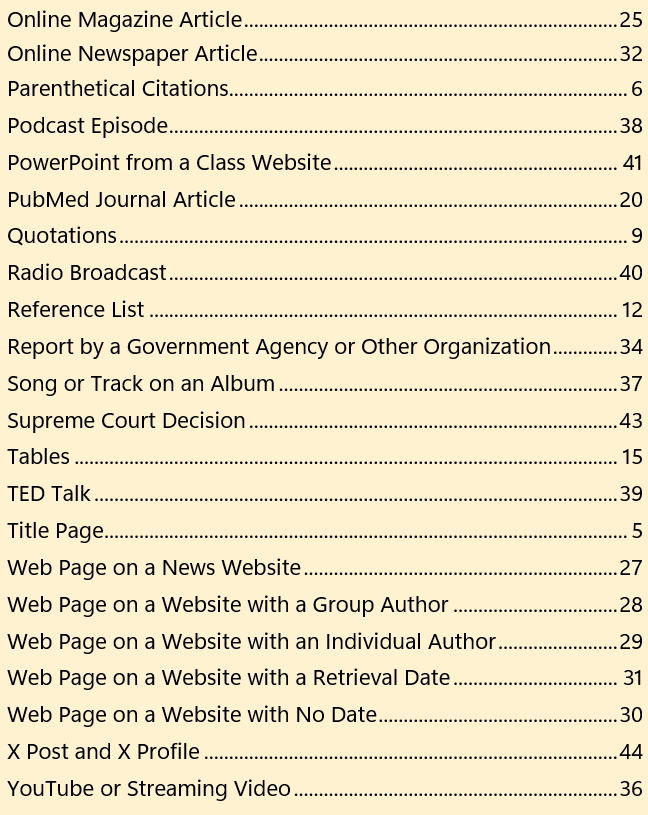 Online Magazine Article..........25
Online Newspaper Article..........32
Parenthetical Citations.......... 6
Podcast Episode..........38
PowerPoint from a Class Website.......... 41
PubMed Journal Article ..........20
Quotations.......... 9
Radio Broadcast..........40
Reference List .......... 12
Report by a Government Agency or Other Organization..........34
Song or Track on an Album ..........37
Supreme Court Decision ..........43
Tables .......... 15
TED Talk ..........39
Title Page.......... 5
Web Page on a News Website ..........27
Web Page on a Website with a Group Author ..........28
Web Page on a Website with an Individual Author..........29
Web Page on a Website with a Retrieval Date.......... 31
Web Page on a Website with No Date..........30
X Post and X Profile ..........44
YouTube or Streaming Video ..........36